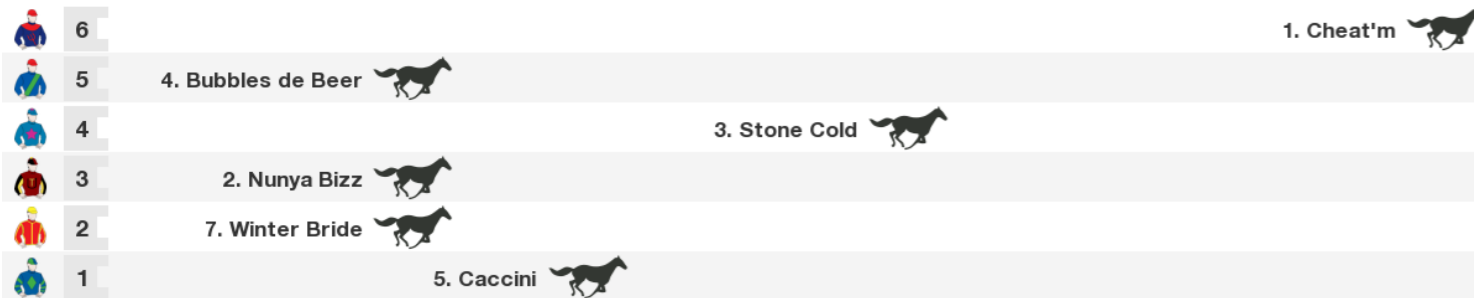 6 1. Cheat'm
5 4. Bubbles de Beer
4 3. Stone Cold
3 2. Nunya Bizz
2 7. Winter Bride
1 5. Caccini